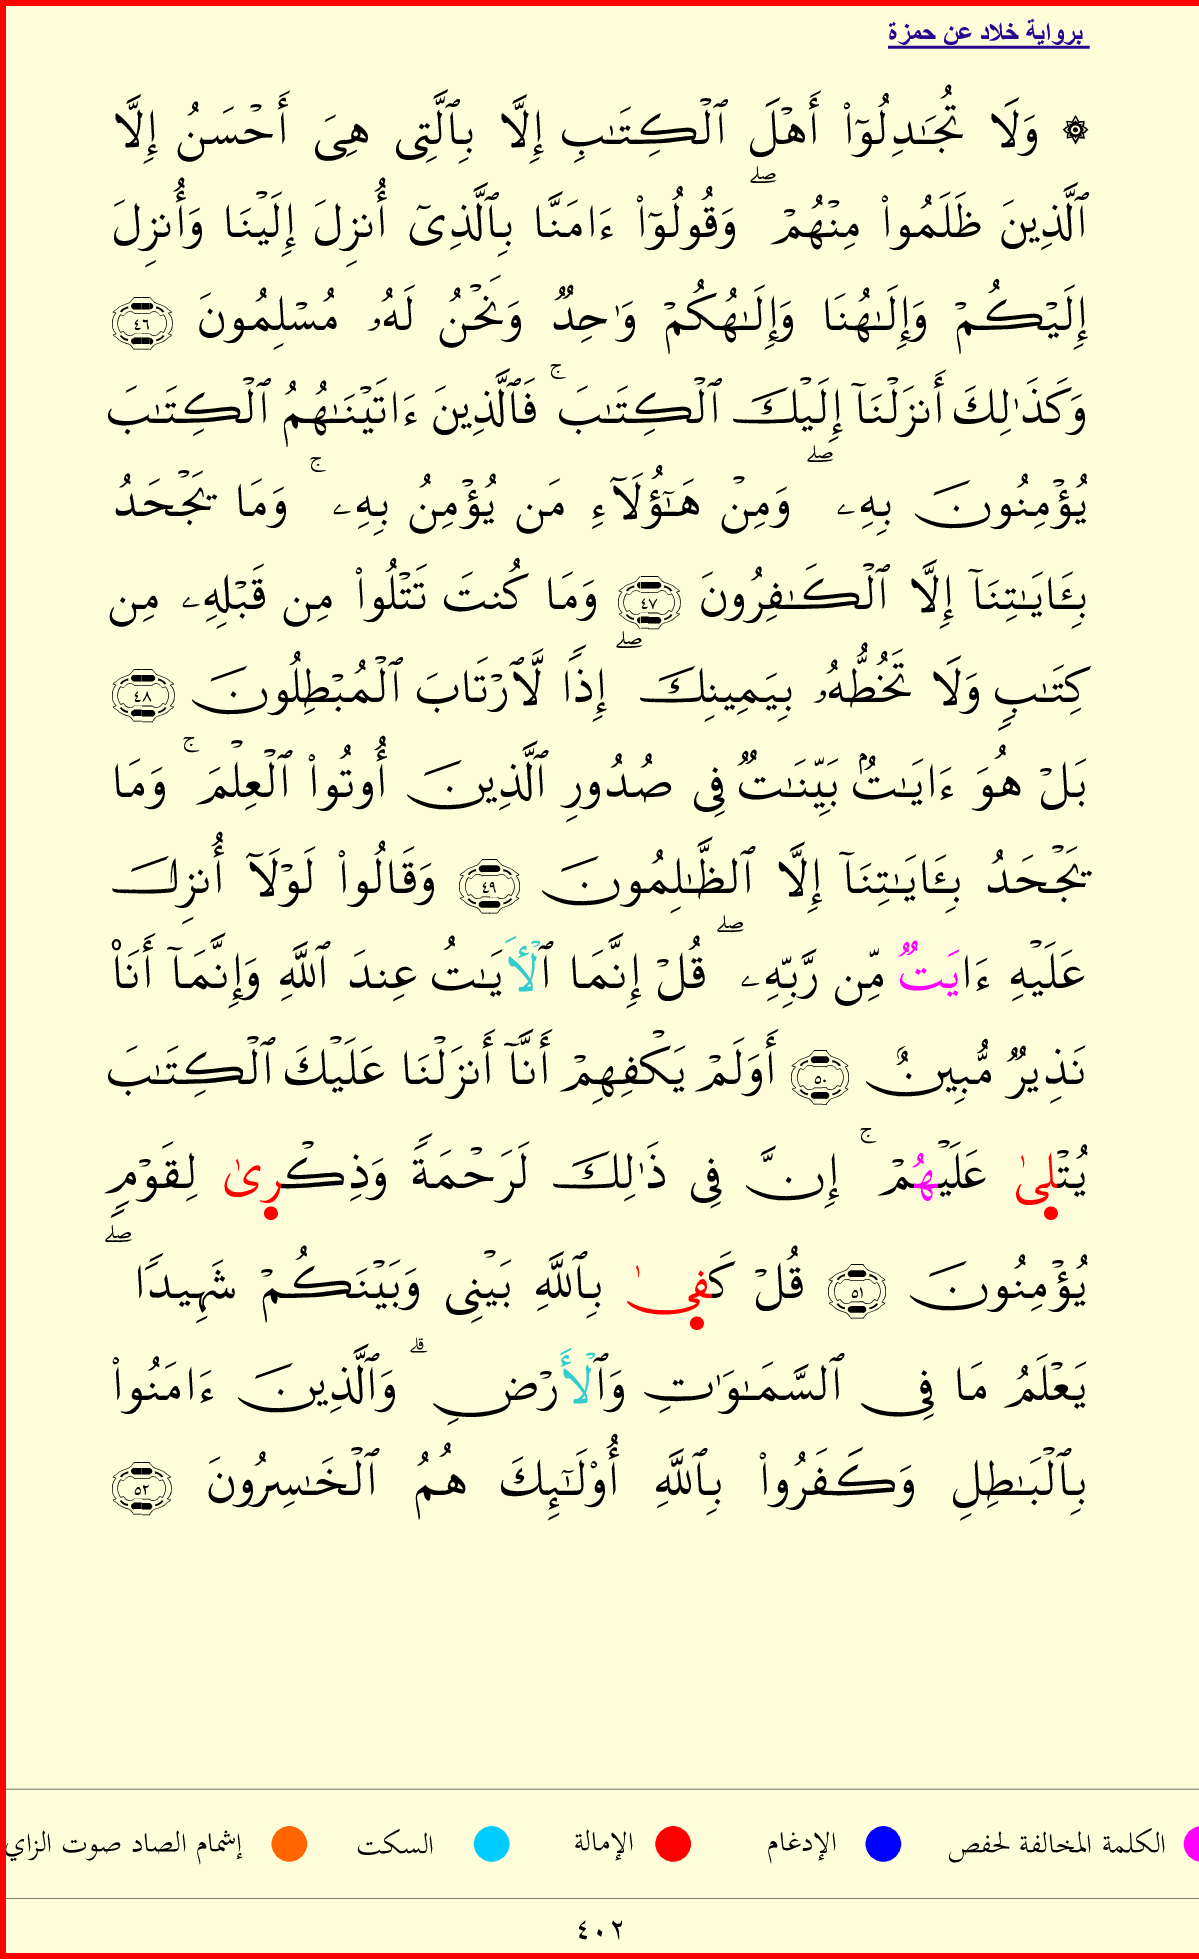 برواية خلاد عن حمزة
۞ وَلَا تُجَـٰدِلُوٓا۟ أَهْلَ ٱلْكِتَـٰبِ إِلَّا بِٱلَّتِى هِىَ أَحْسَنُ إِلَّا
ٱلَّذِينَ ظَلَمُوا۟ مِنْهُمْ ۖ وَقُولُوٓا۟ ءَامَنَّا بِٱلَّذِىٓ أُنزِلَ إِلَيْنَا وَأُنزِلَ
إِلَيْكُمْ وَإِلَـٰهُنَا وَإِلَـٰهُكُمْ وَٰحِدٌ وَنَحْنُ لَهُۥ مُسْلِمُونَ ٤٦
وَكَذَٰلِكَ أَنزَلْنَآ إِلَيْكَ ٱلْكِتَـٰبَ ۚ فَٱلَّذِينَ ءَاتَيْنَـٰهُمُ ٱلْكِتَـٰبَ
يُؤْمِنُونَ بِهِۦ ۖ وَمِنْ هَـٰٓؤُلَآءِ مَن يُؤْمِنُ بِهِۦ ۚ وَمَا يَجْحَدُ
بِـَٔايَـٰتِنَآ إِلَّا ٱلْكَـٰفِرُونَ ٤٧ وَمَا كُنتَ تَتْلُوا۟ مِن قَبْلِهِۦ مِن
كِتَـٰبٍ وَلَا تَخُطُّهُۥ بِيَمِينِكَ ۖ إِذًا لَّٱرْتَابَ ٱلْمُبْطِلُونَ ٤٨
بَلْ هُوَ ءَايَـٰتٌۢ بَيِّنَـٰتٌ فِى صُدُورِ ٱلَّذِينَ أُوتُوا۟ ٱلْعِلْمَ ۚ وَمَا
يَجْحَدُ بِـَٔايَـٰتِنَآ إِلَّا ٱلظَّـٰلِمُونَ ٤٩ وَقَالُوا۟ لَوْلَآ أُنزِلَ
عَلَيْهِ ءَايَتٌ مِّن رَّبِّهِۦ ۖ قُلْ إِنَّمَا ٱلْأَيَـٰتُ عِندَ ٱللَّهِ وَإِنَّمَآ أَنَا۠
نَذِيرٌ مُّبِينٌ ٥٠ أَوَلَمْ يَكْفِهِمْ أَنَّآ أَنزَلْنَا عَلَيْكَ ٱلْكِتَـٰبَ
يُتْلِىٰ عَلَيْهُمْ ۚ إِنَّ فِى ذَٰلِكَ لَرَحْمَةً وَذِكْرِىٰ لِقَوْمٍ
يُؤْمِنُونَ ٥١ قُلْ كَفِىٰ بِٱللَّهِ بَيْنِى وَبَيْنَكُمْ شَهِيدًا ۖ
يَعْلَمُ مَا فِى ٱلسَّمَـٰوَٰتِ وَٱلْأَرْضِ ۗ وَٱلَّذِينَ ءَامَنُوا۟
بِٱلْبَـٰطِلِ وَكَفَرُوا۟ بِٱللَّهِ أُو۟لَـٰٓئِكَ هُمُ ٱلْخَـٰسِرُونَ ٥٢
الكلمة المخالفة لحفص الإدغام الإمالة السكت إشمام الصاد صوت الزاي
٤٠٢